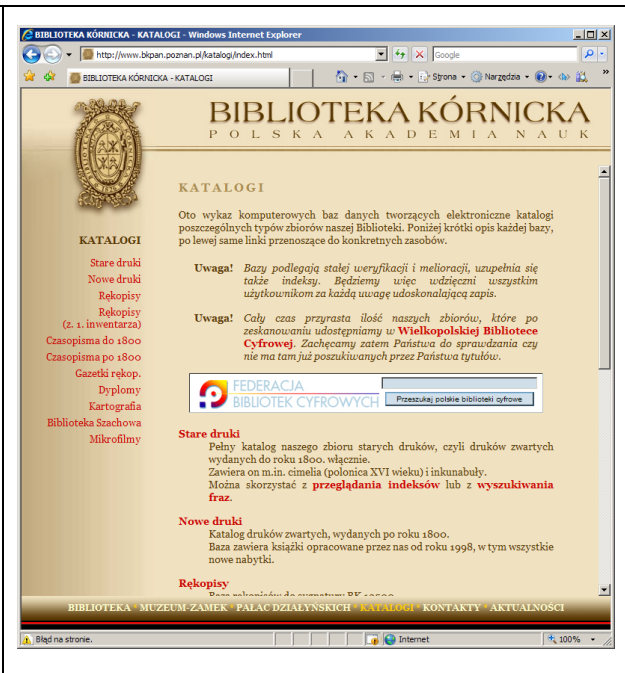 BIBLIOTEKA KÓRNICKA - KATALOGI - Windows Internet Explorer
http://www.bkpan.poznan.pl/katalogi/index.html
Google
BIBLIOTEKA KÓRNICKA - KATALOGI
Strona
Narzędzia
BIBLIOTEKA KÓRNICKA
POLSKA AKADEMIA NAUK
KATALOGI
Stare druki
Nowe druki
Rękopisy
Rękopisy
(z. 1. inwentarza)
Czasopisma do 1800
Czasopisma po 1800
Gazetki rękop.
Dyplomy
Kartografia
Biblioteka Szachowa
Mikrofilmy
KATALOGI
Oto wykaz komputerowych baz danych tworzących elektroniczne katalogi
poszczególnych typów zbiorów naszej Biblioteki. Poniżej krótki opis każdej bazy,
po lewej same linki przenoszące do konkretnych zasobów.
Uwaga! Bazy podlegają stałej weryfikacji i melioracji, uzupełnia się
także indeksy. Będziemy więc wdzięczni wszystkim
użytkownikom za każdą uwagę udoskonalającą zapis.
Uwaga! Cały czas przyrasta ilość naszych zbiorów, które po
zeskanowaniu udostępniamy w Wielkopolskiej Bibliotece
Cyfrowej. Zachęcamy zatem Państwa do sprawdzania czy
nie ma tam już poszukiwanych przez Państwa tytułów.
FEDERACJA
BIBLIOTEK CYFROWYCH
Przeszukaj polskie biblioteki cyfrowe
Stare druki
Pełny katalog naszego zbioru starych druków, czyli druków zwartych
wydanych do roku 1800. włącznie.
Zawiera on m.in. cimelia (polonica XVI wieku) i inkunabuły.
Można skorzystać z przeglądania indeksów lub z wyszukiwania
fraz.
Nowe druki
Katalog druków zwartych, wydanych po roku 1800.
Baza zawiera książki opracowane przez nas od roku 1998, w tym wszystkie
nowe nabytki.
Rękopisy
BIBLIOTEKA * MUZEUM-ZAMEK * PAŁAC DZIAŁYŃSKICH * KATALOGI * KONTAKTY * AKTUALNOŚCI
Błąd na stronie.
Internet
100%